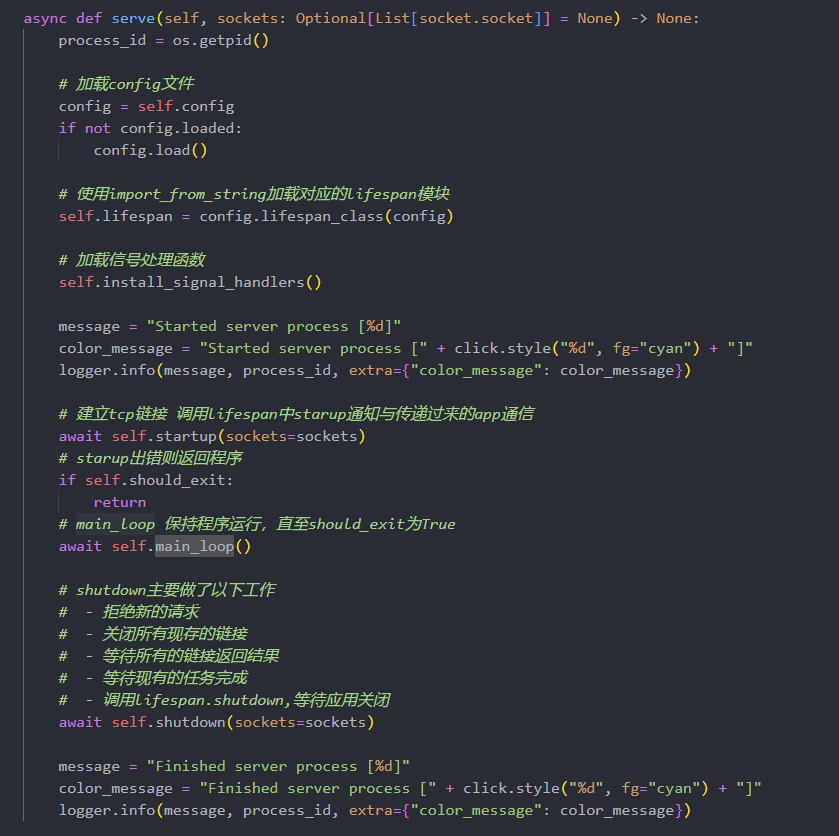 async def serve(self, sockets: Optional[List[socket.socket]] = None) -> None:
process_id = os.getpid()
# 加载config文件
config = self.config
if not config.loaded:
config.load()
# 使用import_from_string加载对应的lifespan模块
self.lifespan = config.lifespan_class(config)
# 加载信号处理函数
self.install_signal_handlers()
message = "Started server process [%d]"
color_message = "Started server process [" + click.style("%d", fg="cyan") + "]"
logger.info(message, process_id, extra={"color_message": color_message})
# 建立tcp链接 调用lifespan中starup通知与传递过来的app通信
await self.startup(sockets=sockets)
# starup出错则返回程序
if self.should_exit:
return
# main_loop 保持程序运行，直至should_exit为True
await self.main_loop()
# shutdown主要做了以下工作
#  - 拒绝新的请求
#  - 关闭所有现存的链接
#  - 等待所有的链接返回结果
#  - 等待现有的任务完成
#  - 调用lifespan.shutdown,等待应用关闭
await self.shutdown(sockets=sockets)
message = "Finished server process [%d]"
color_message = "Finished server process [" + click.style("%d", fg="cyan") + "]"
logger.info(message, process_id, extra={"color_message": color_message})